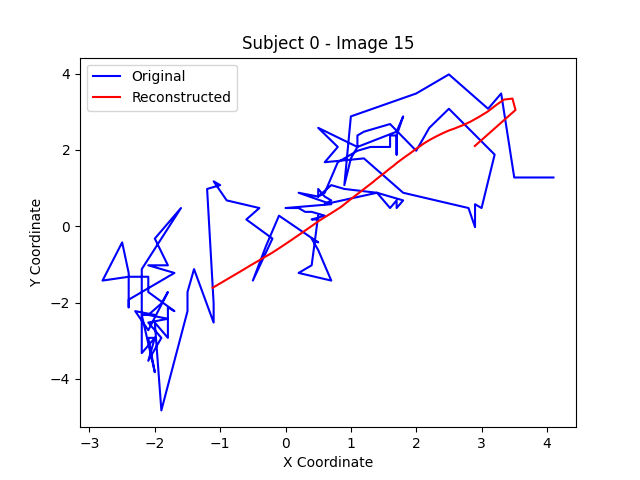 Subject 0 - Image 15
Original
Reconstructed
Y Coordinate
4
2
0
−2
−4
−3
−2
−1
0
1
2
3
4
X Coordinate